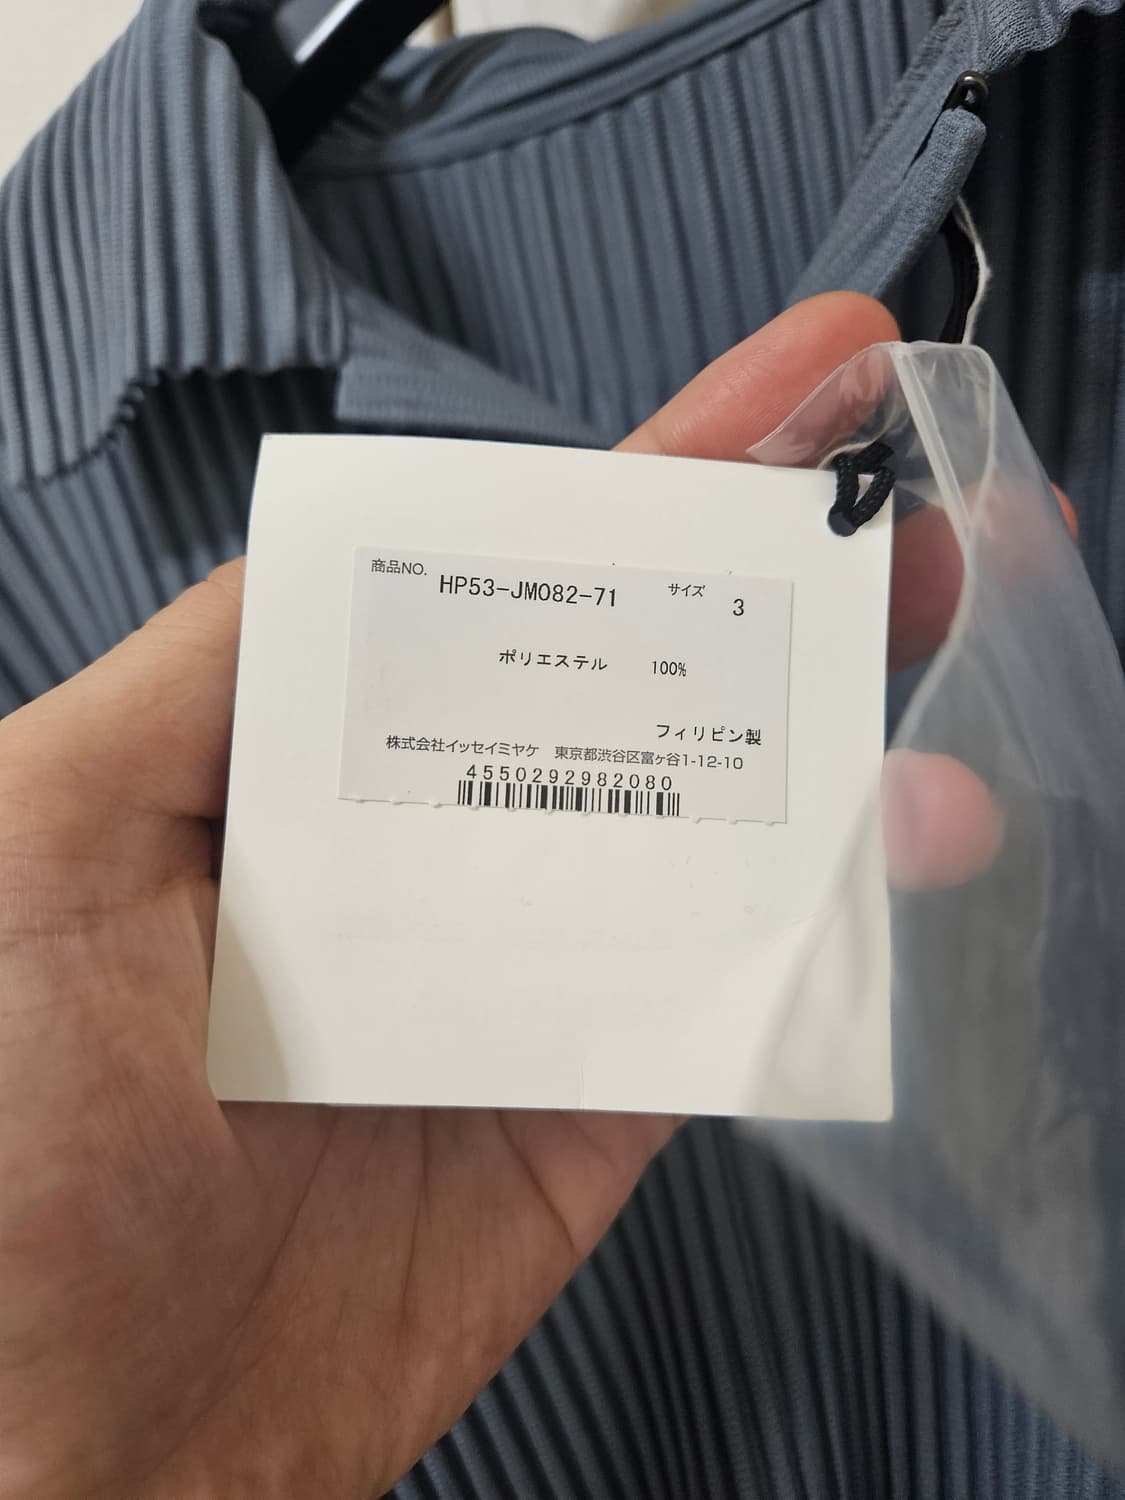 商品NO. HP53-JM082-71 サイズ 3
ポリエステル 100%
フィリピン製
株式会社イッセイミヤケ 東京都渋谷区富ヶ谷1-12-10
4550292982080